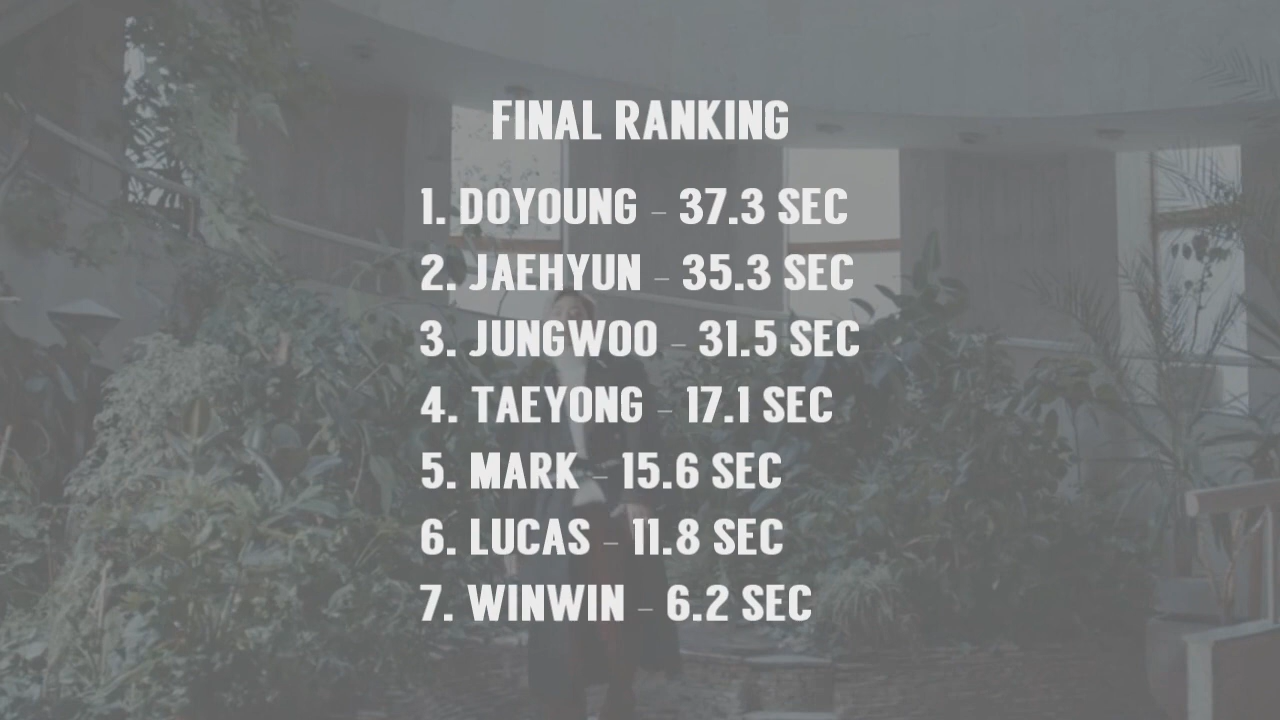 FINAL RANKING
1. DOYOUNG – 37.3 SEC
2. JAEHYUN – 35.3 SEC
3. JUNGWOO – 31.5 SEC
4. TAEYONG – 17.1 SEC
5. MARK – 15.6 SEC
6. LUCAS – 11.8 SEC
7. WINWIN – 6.2 SEC